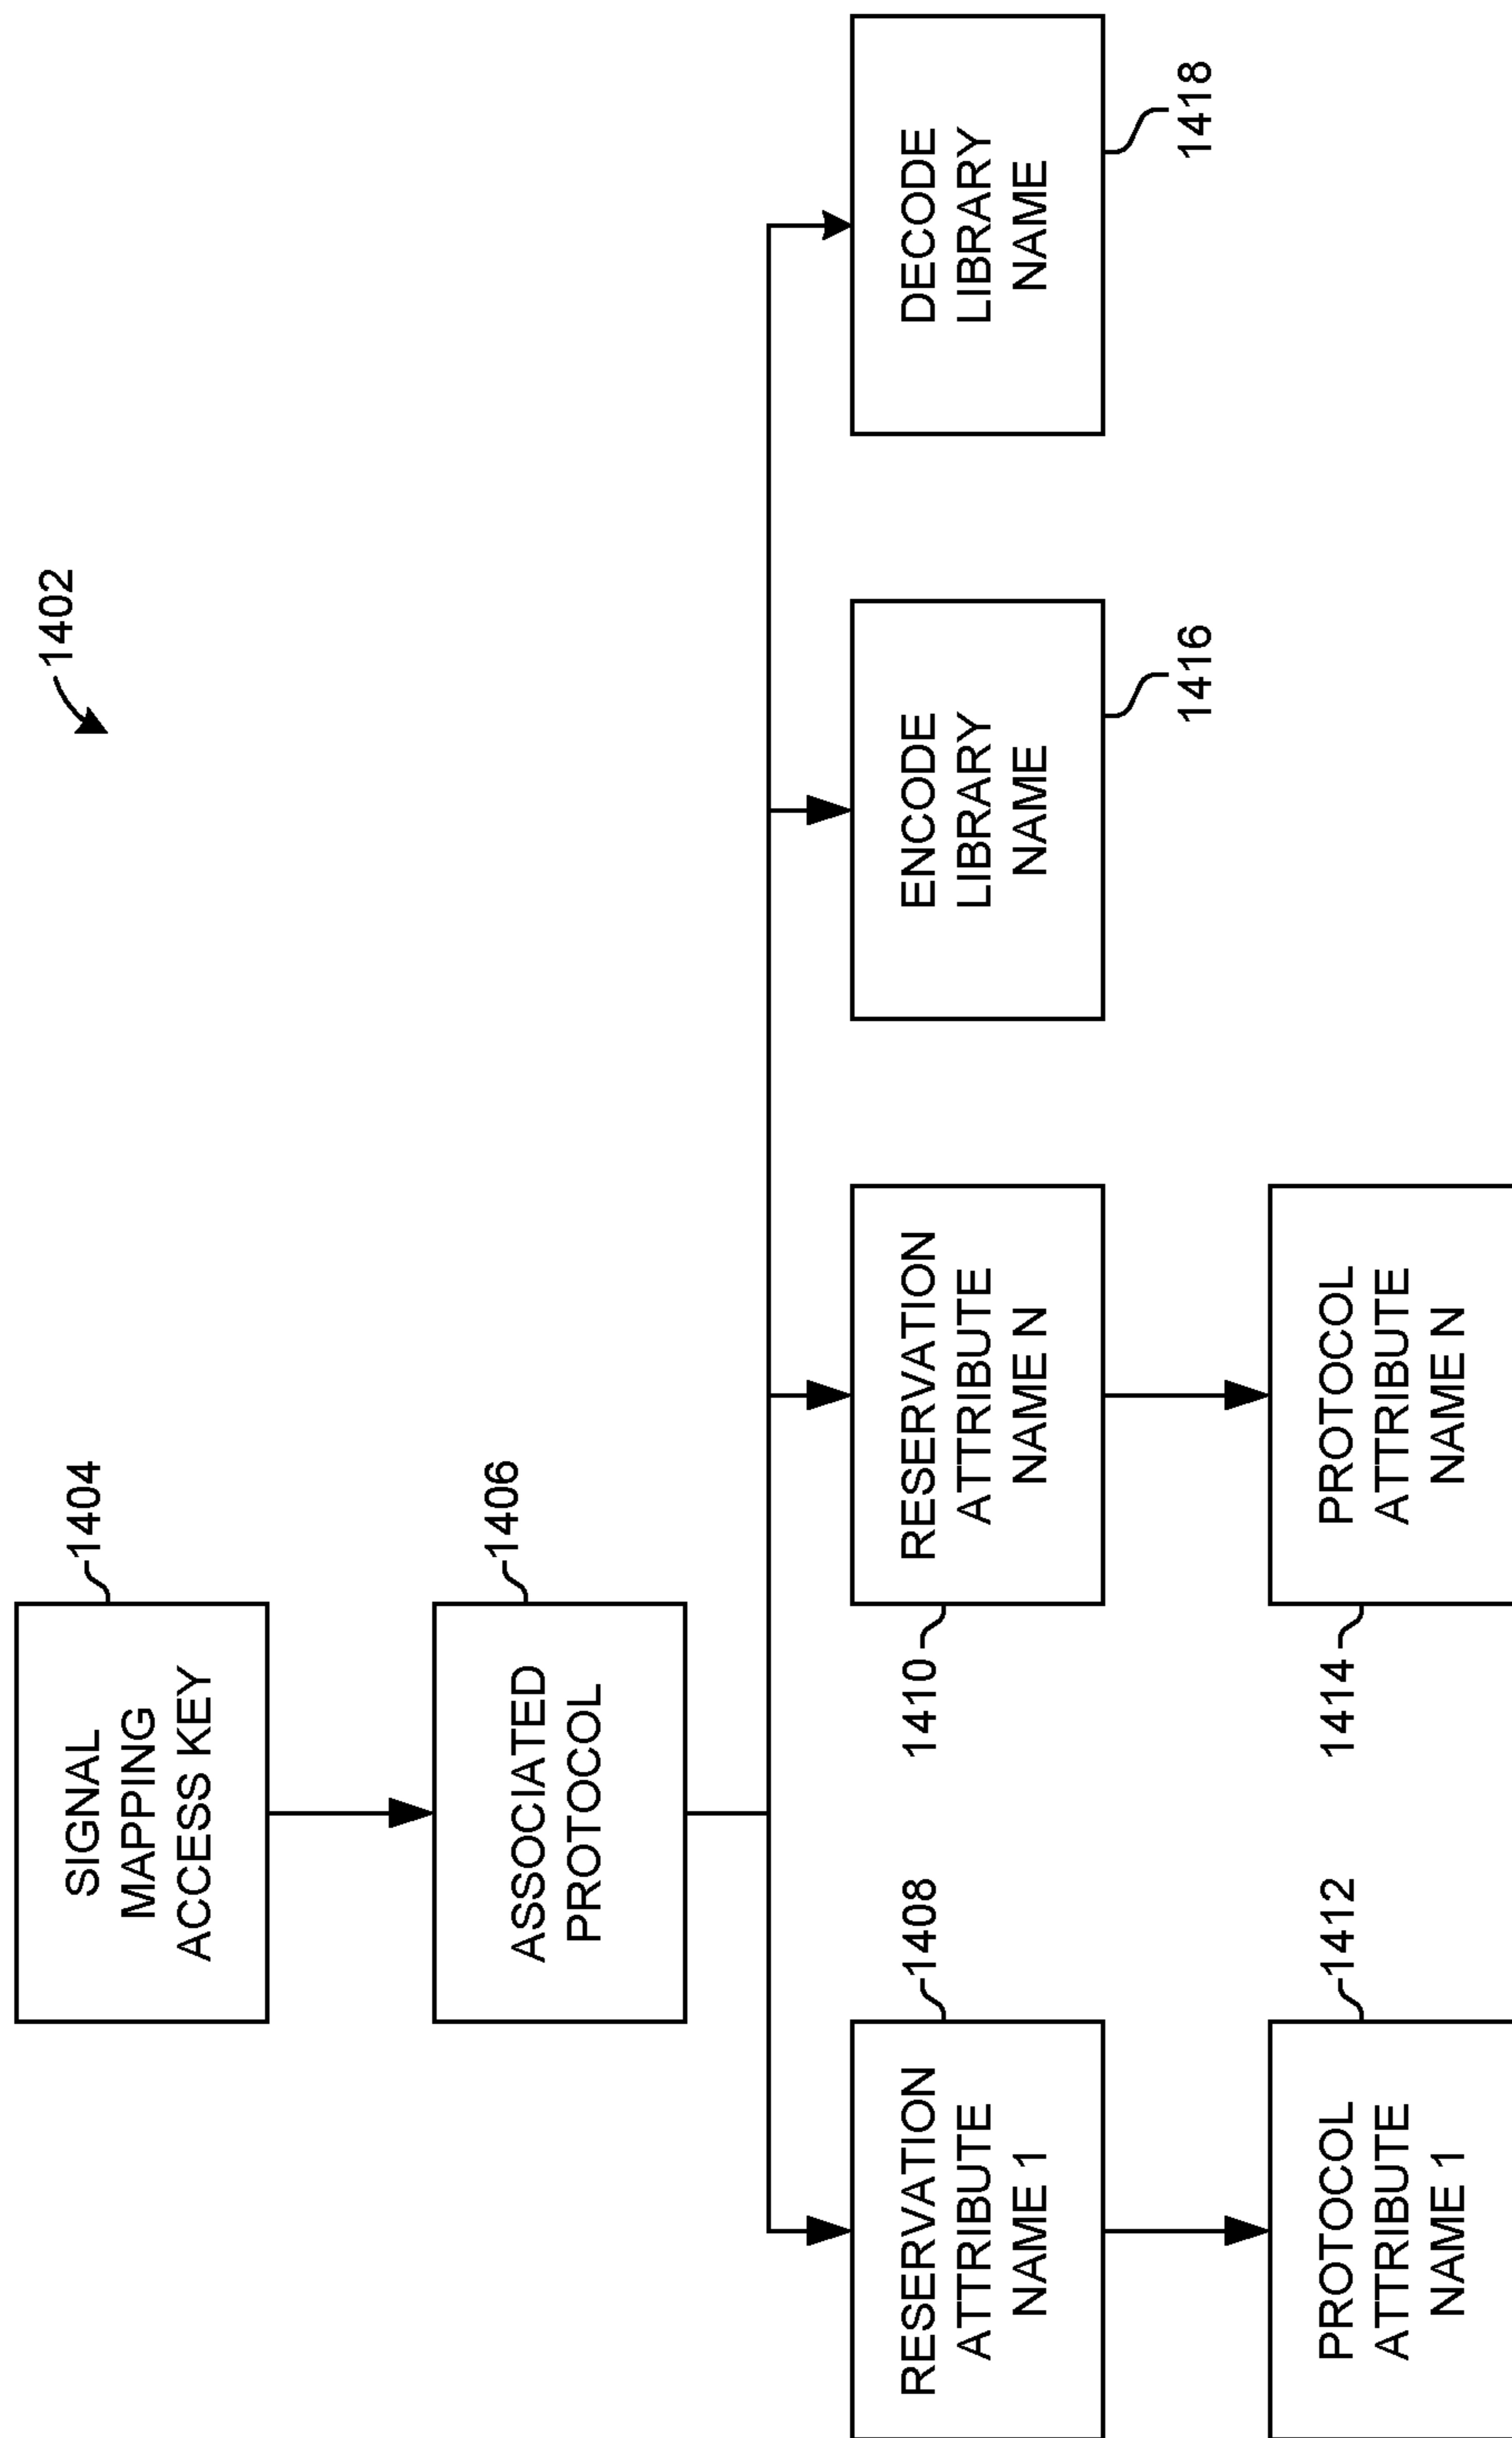 1402
SIGNAL
MAPPING
ACCESS KEY
1404
ASSOCIATED
PROTOCOL
1406
RESERVATION
ATTRIBUTE
NAME 1
1408
1410
RESERVATION
ATTRIBUTE
NAME N
ENCODE
LIBRARY
NAME
1416
DECODE
LIBRARY
NAME
1418
PROTOCOL
ATTRIBUTE
NAME 1
1412
1414
PROTOCOL
ATTRIBUTE
NAME N